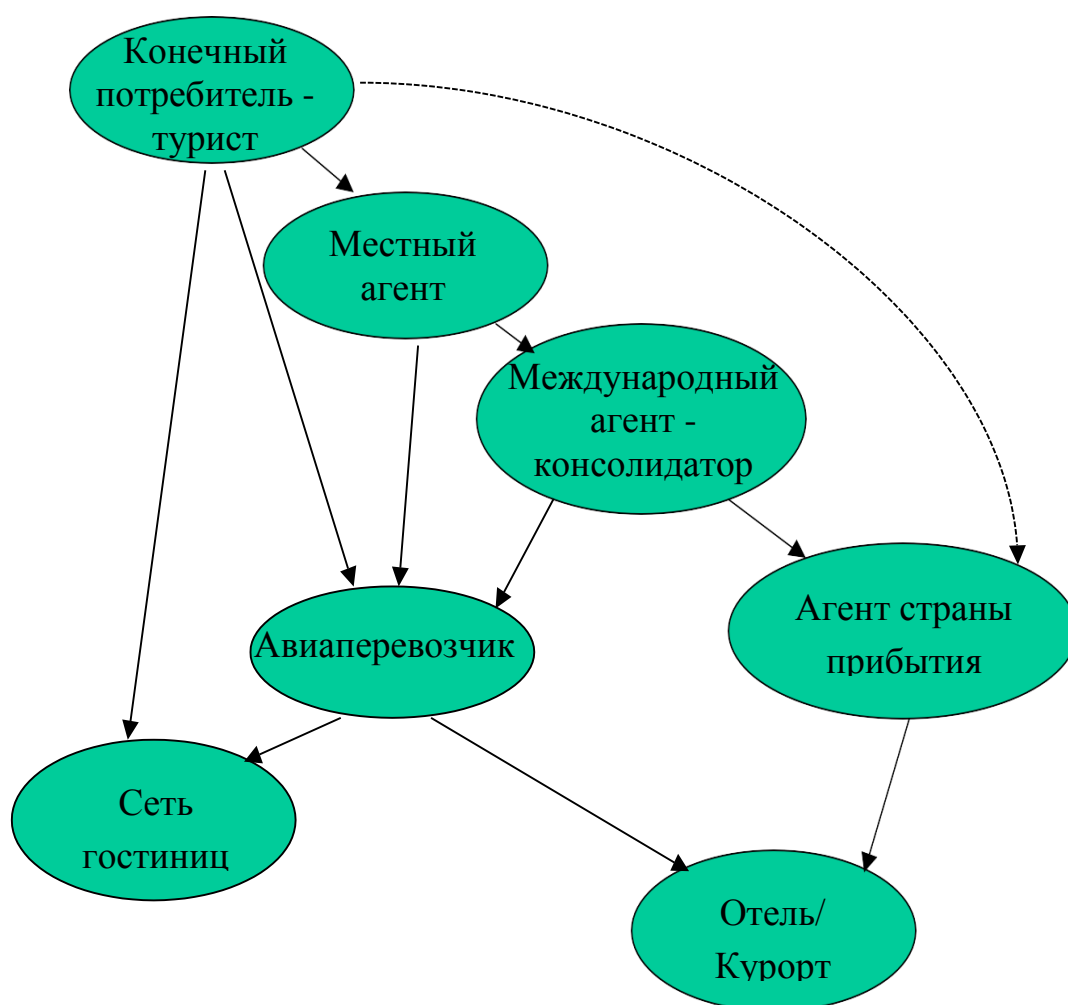 Конечный
потребитель -
турист
Местный
агент
Международный
агент -
консолидатор
Агент страны
прибытия
Авиаперевозчик
Сеть
гостиниц
Отель/
Курорт